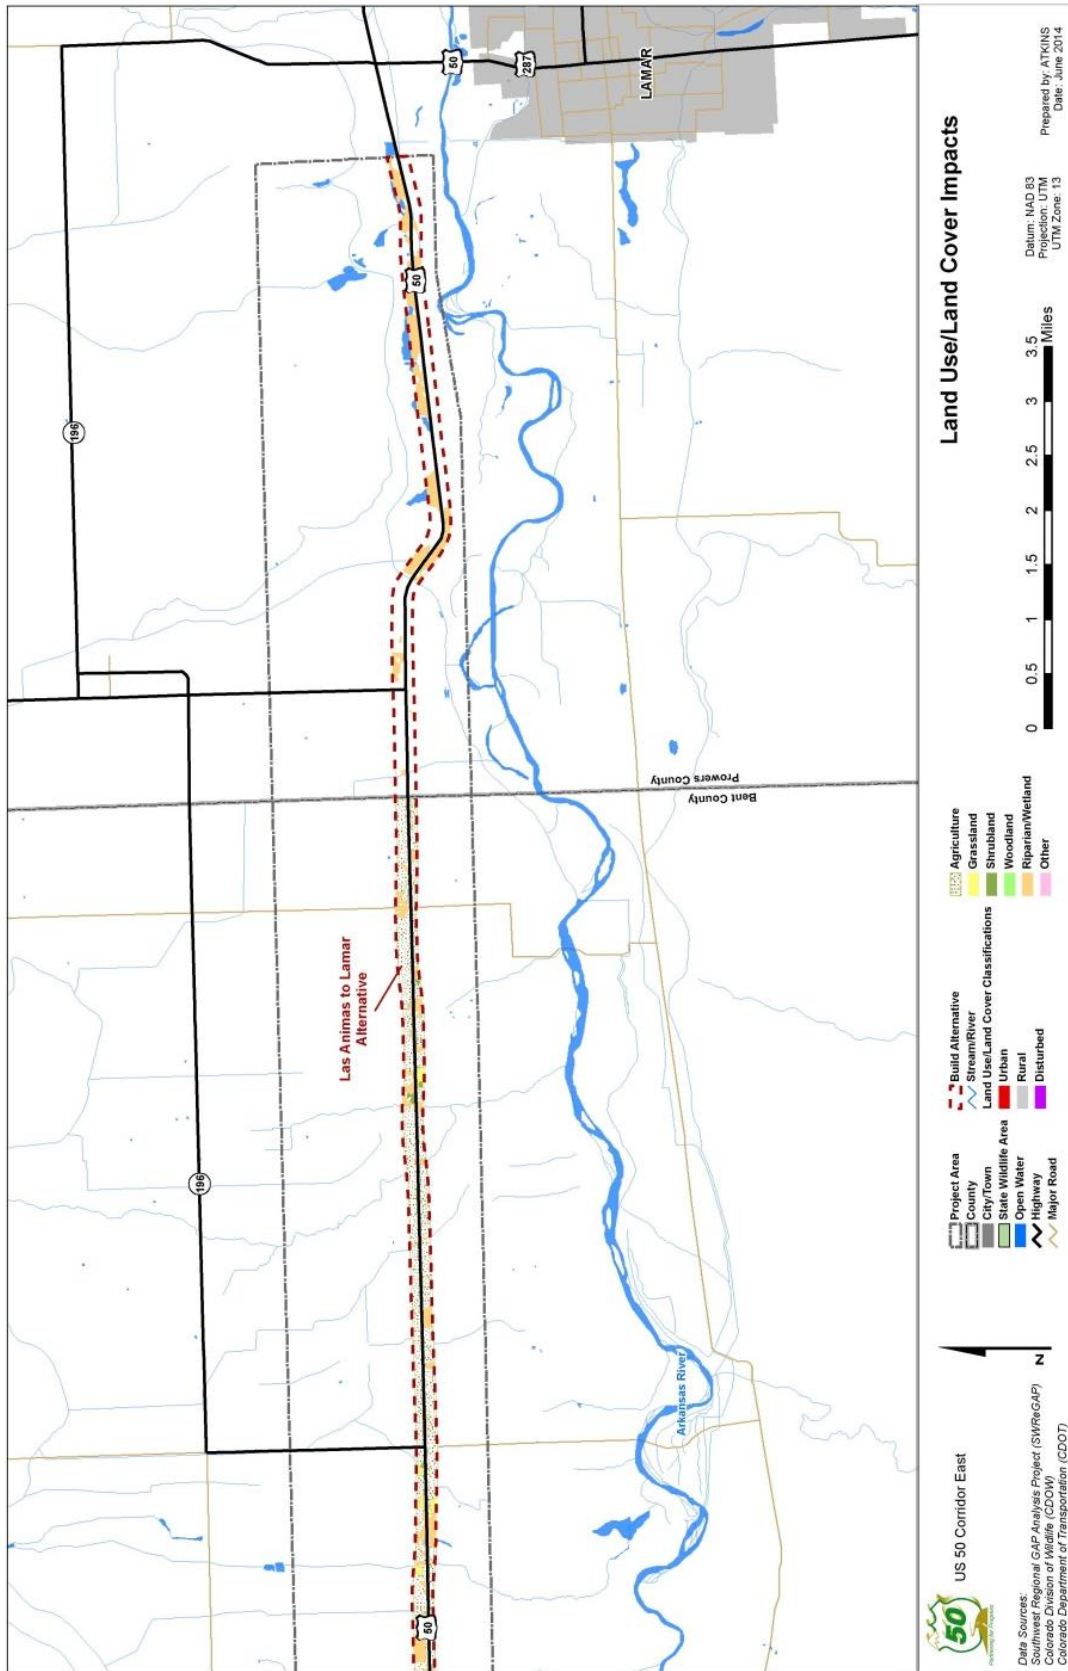 196
50
287
LAMAR
50
Prowers County
Bent County
Las Animas to Lamar
Alternative
196
50
Arkansas River
50
Partnering for Progress
US 50 Corridor East
Data Sources:
Southwest Regional GAP Analysis Project (SWReGAP)
Colorado Division of Wildlife (CDOW)
Colorado Department of Transportation (CDOT)
N
Project Area
County
City/Town
State Wildlife Area
Open Water
Highway
Major Road
Build Alternative
Stream/River
Land Use/Land Cover Classifications
Urban
Rural
Disturbed
Agriculture
Grassland
Shrubland
Woodland
Riparian/Wetland
Other
Land Use/Land Cover Impacts
0 0.5 1 1.5 2 2.5 3 3.5
Miles
Datum: NAD 83
Projection: UTM
UTM Zone: 13
Prepared by: ATKINS
Date: June 2014